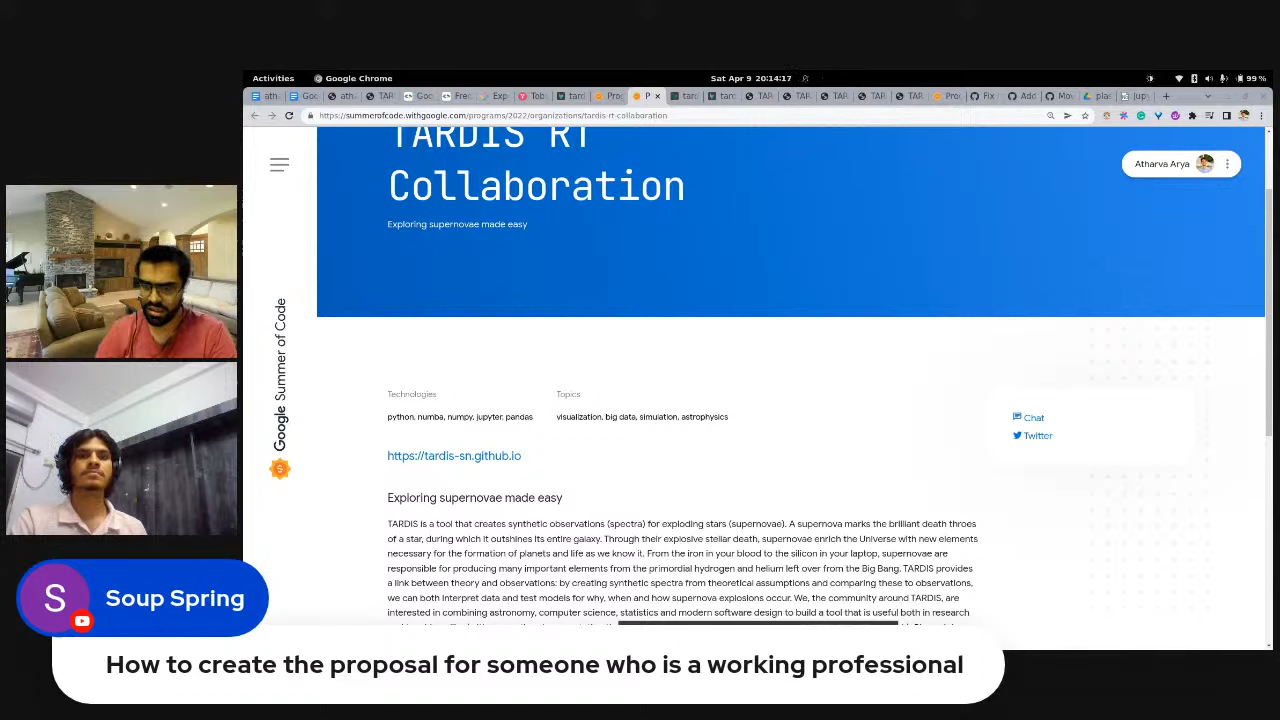 Activities
Google Chrome
Sat Apr 9 20:14:17
99 %
https://summerofcode.withgoogle.com/programs/2022/organizations/tardis-rt-collaboration
TARDIS RT
Collaboration
Exploring supernovae made easy
Atharva Arya
Google Summer of Code
Technologies
Topics
python, numba, numpy, jupyter, pandas
visualization, big data, simulation, astrophysics
Chat
Twitter
https://tardis-sn.github.io
Exploring supernovae made easy
TARDIS is a tool that creates synthetic observations (spectra) for exploding stars (supernovae). A supernova marks the brilliant death throes
of a star, during which it outshines its entire galaxy. Through their explosive stellar death, supernovae enrich the Universe with new elements
necessary for the formation of planets and life as we know it. From the iron in your blood to the silicon in your laptop, supernovae are
responsible for producing many important elements from the primordial hydrogen and helium left over from the Big Bang. TARDIS provides
a link between theory and observations: by creating synthetic spectra from theoretical assumptions and comparing these to observations,
we can both interpret data and test models for why, when and how supernova explosions occur. We, the community around TARDIS, are
interested in combining astronomy, computer science, statistics and modern software design to build a tool that is useful both in research
S
Soup Spring
How to create the proposal for someone who is a working professional